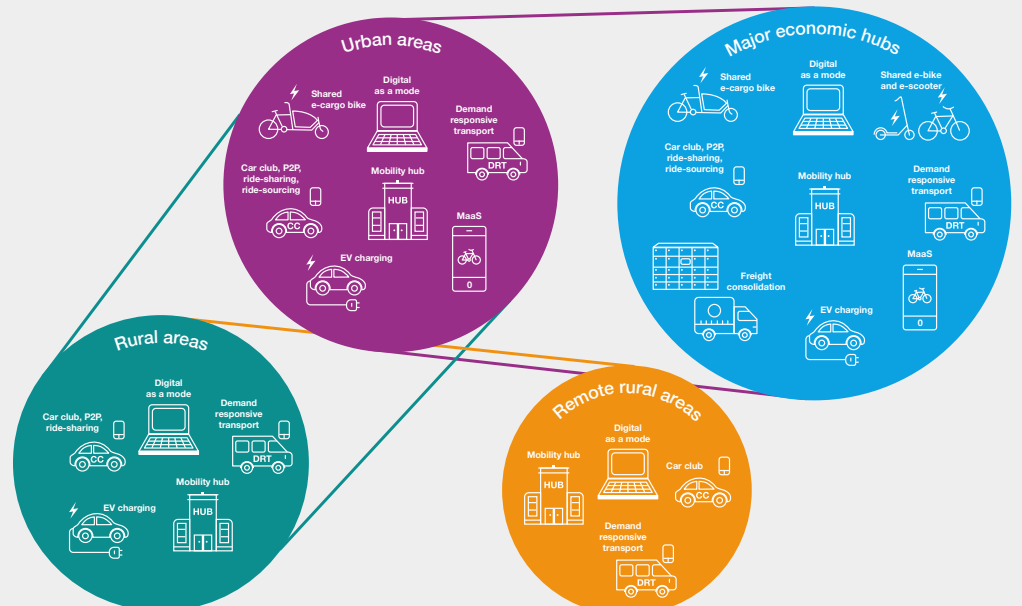 Urban areas
Shared
e-cargo bike
Digital
as a mode
Demand
responsive
transport
DRT
Car club, P2P,
ride-sharing,
ride-sourcing
CC
Mobility hub
HUB
MaaS
0
EV charging
Major economic hubs
Shared
e-cargo bike
Digital
as a mode
Shared e-bike
and e-scooter
Car club, P2P,
ride-sharing,
ride-sourcing
CC
Mobility hub
HUB
Demand
responsive
transport
DRT
MaaS
0
Freight
consolidation
EV charging
Rural areas
Digital
as a mode
Car club, P2P,
ride-sharing
CC
Demand
responsive
transport
DRT
Mobility hub
HUB
EV charging
Remote rural areas
Digital
as a mode
Mobility hub
HUB
Car club
CC
Demand
responsive
transport
DRT